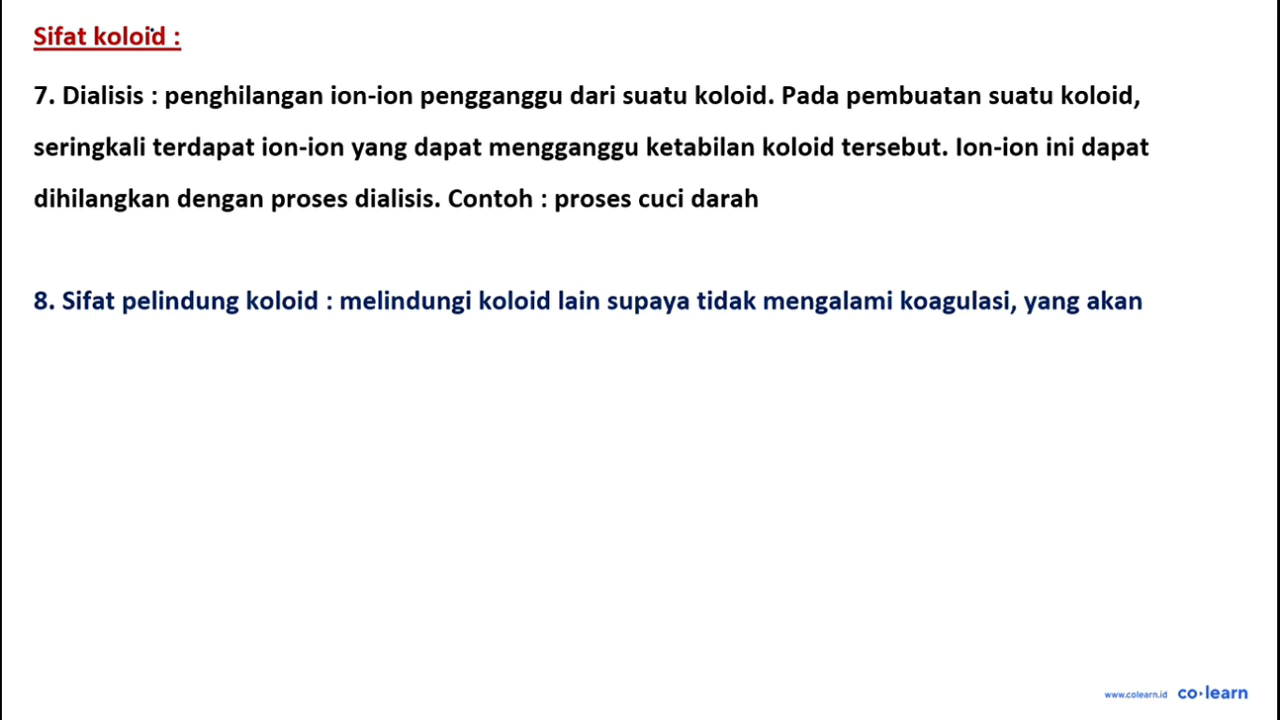 Sifat koloid :
7. Dialisis : penghilangan ion-ion pengganggu dari suatu koloid. Pada pembuatan suatu koloid,
seringkali terdapat ion-ion yang dapat mengganggu ketabilan koloid tersebut. Ion-ion ini dapat
dihilangkan dengan proses dialisis. Contoh : proses cuci darah
8. Sifat pelindung koloid : melindungi koloid lain supaya tidak mengalami koagulasi, yang akan
www.colearn.id co·learn